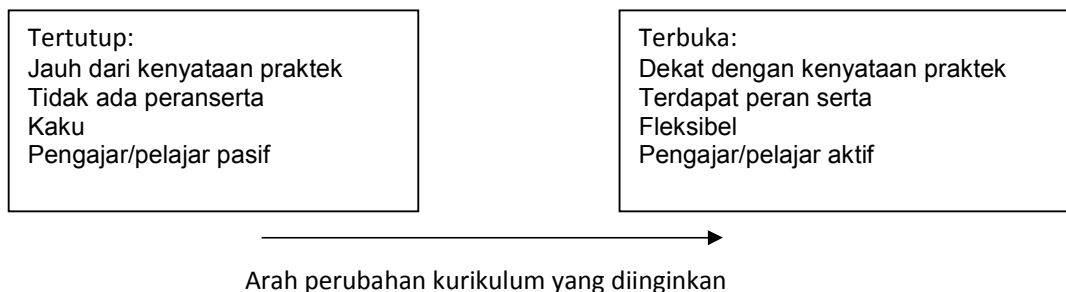 Tertutup:
Jauh dari kenyataan praktek
Tidak ada peranserta
Kaku
Pengajar/pelajar pasif
Terbuka:
Dekat dengan kenyataan praktek
Terdapat peran serta
Fleksibel
Pengajar/pelajar aktif
Arah perubahan kurikulum yang diinginkan